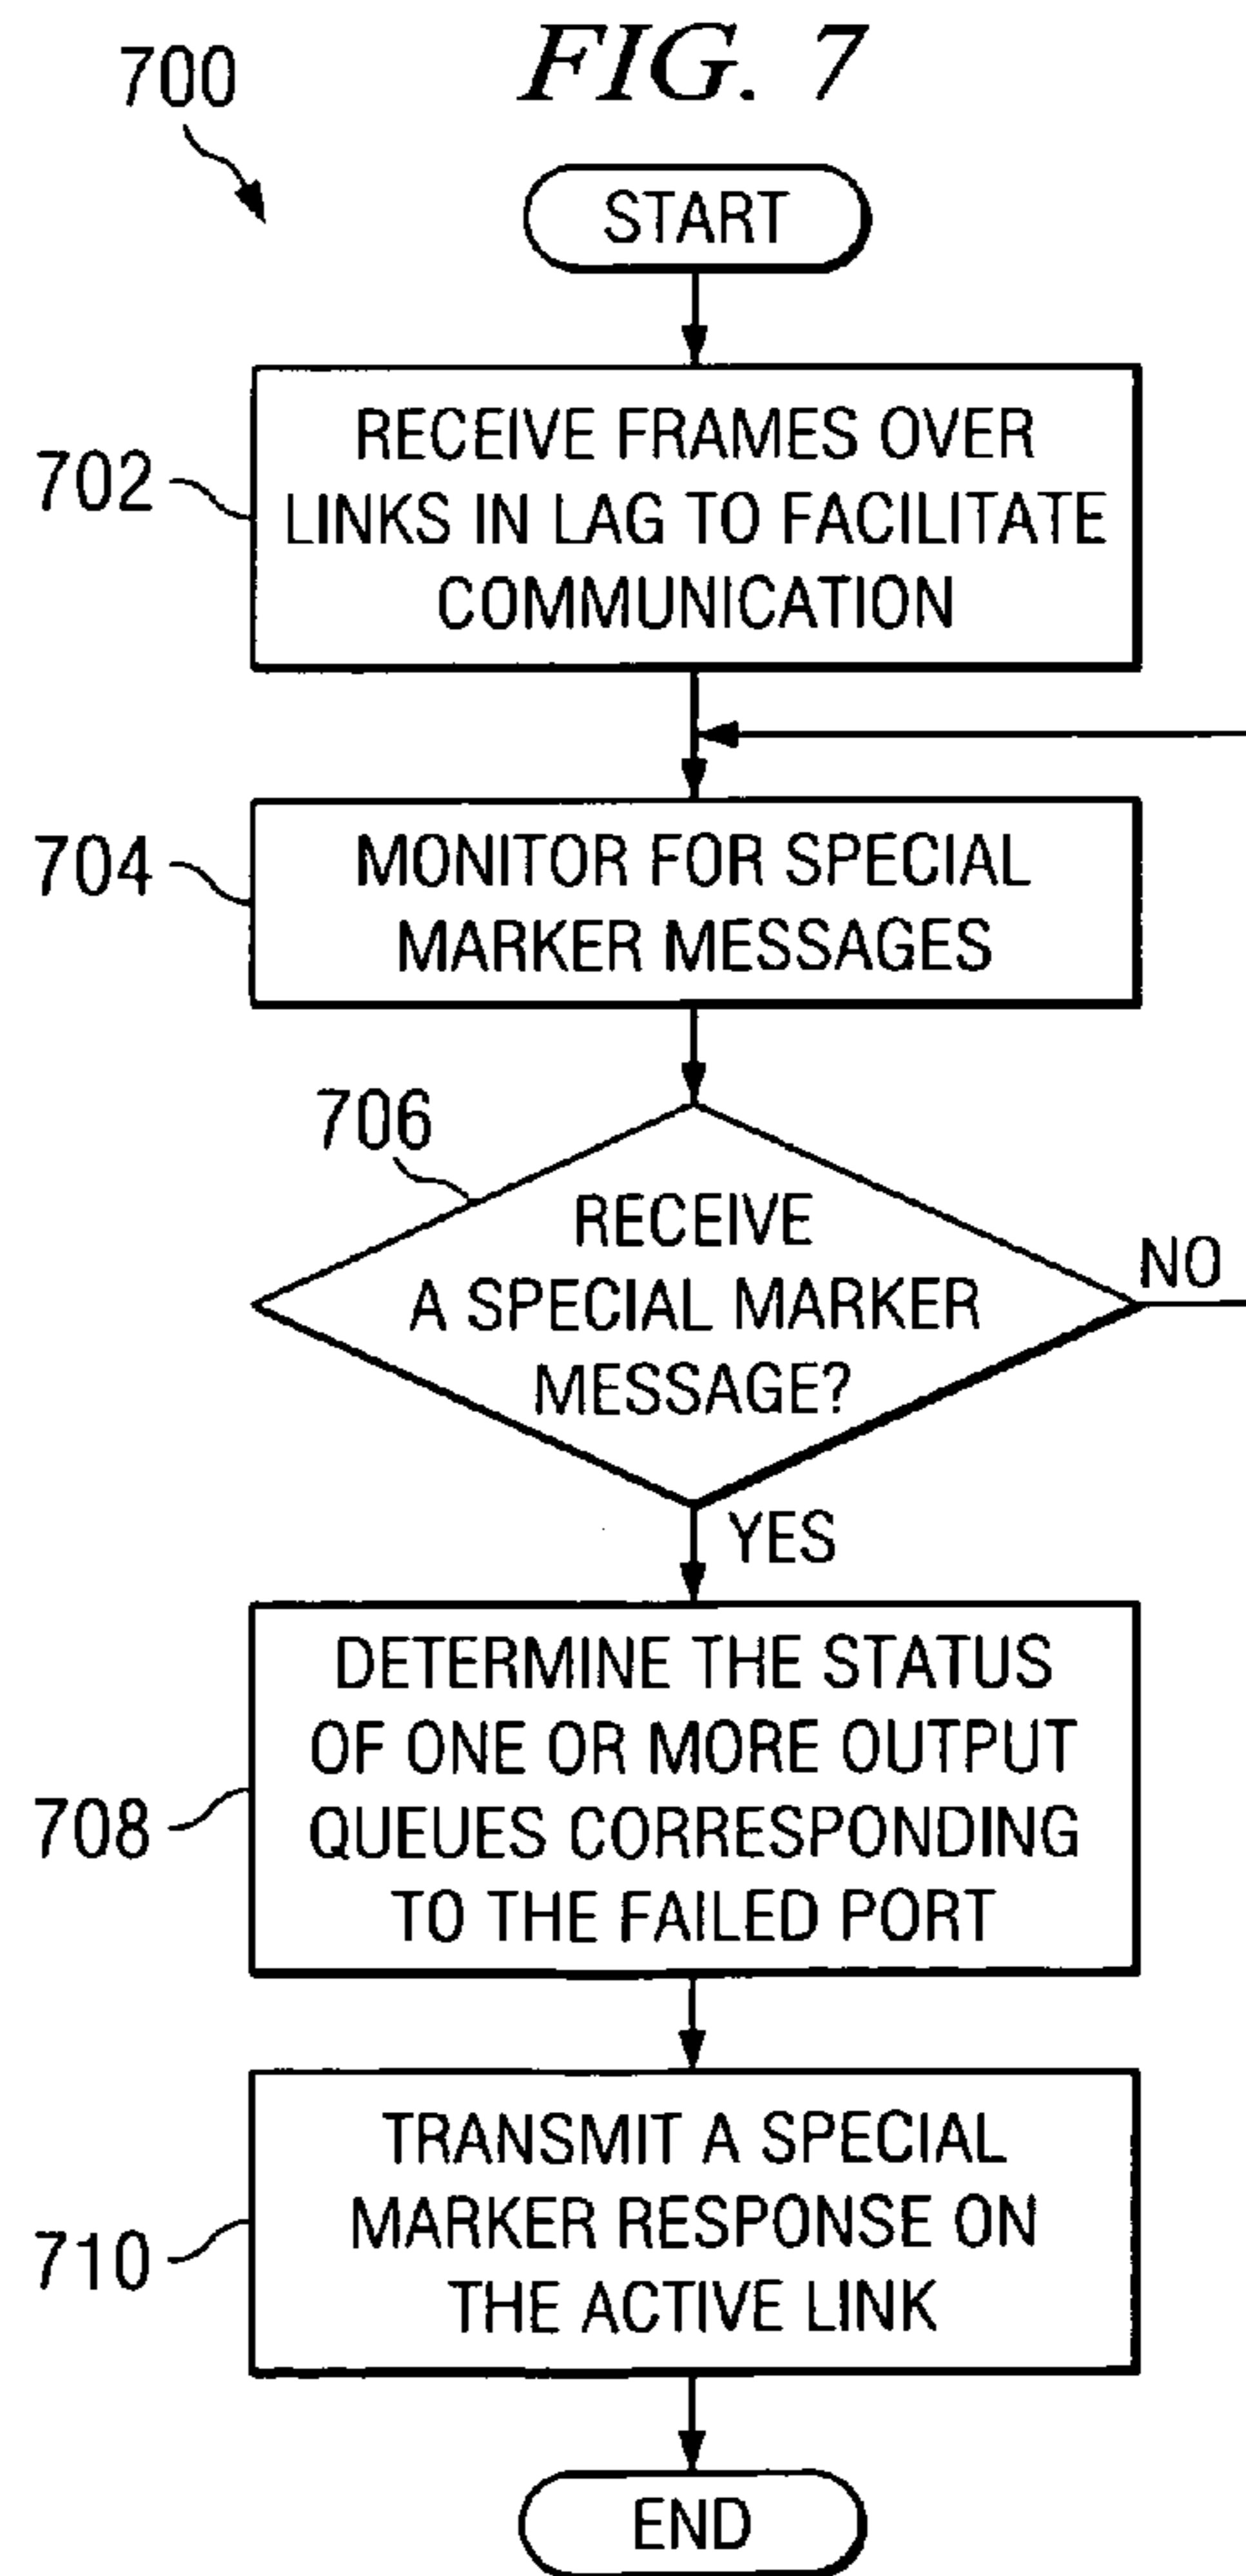 FIG. 7
700
START
702
RECEIVE FRAMES OVER
LINKS IN LAG TO FACILITATE
COMMUNICATION
704
MONITOR FOR SPECIAL
MARKER MESSAGES
706
RECEIVE
A SPECIAL MARKER
MESSAGE?
NO
YES
708
DETERMINE THE STATUS
OF ONE OR MORE OUTPUT
QUEUES CORRESPONDING
TO THE FAILED PORT
710
TRANSMIT A SPECIAL
MARKER RESPONSE ON
THE ACTIVE LINK
END